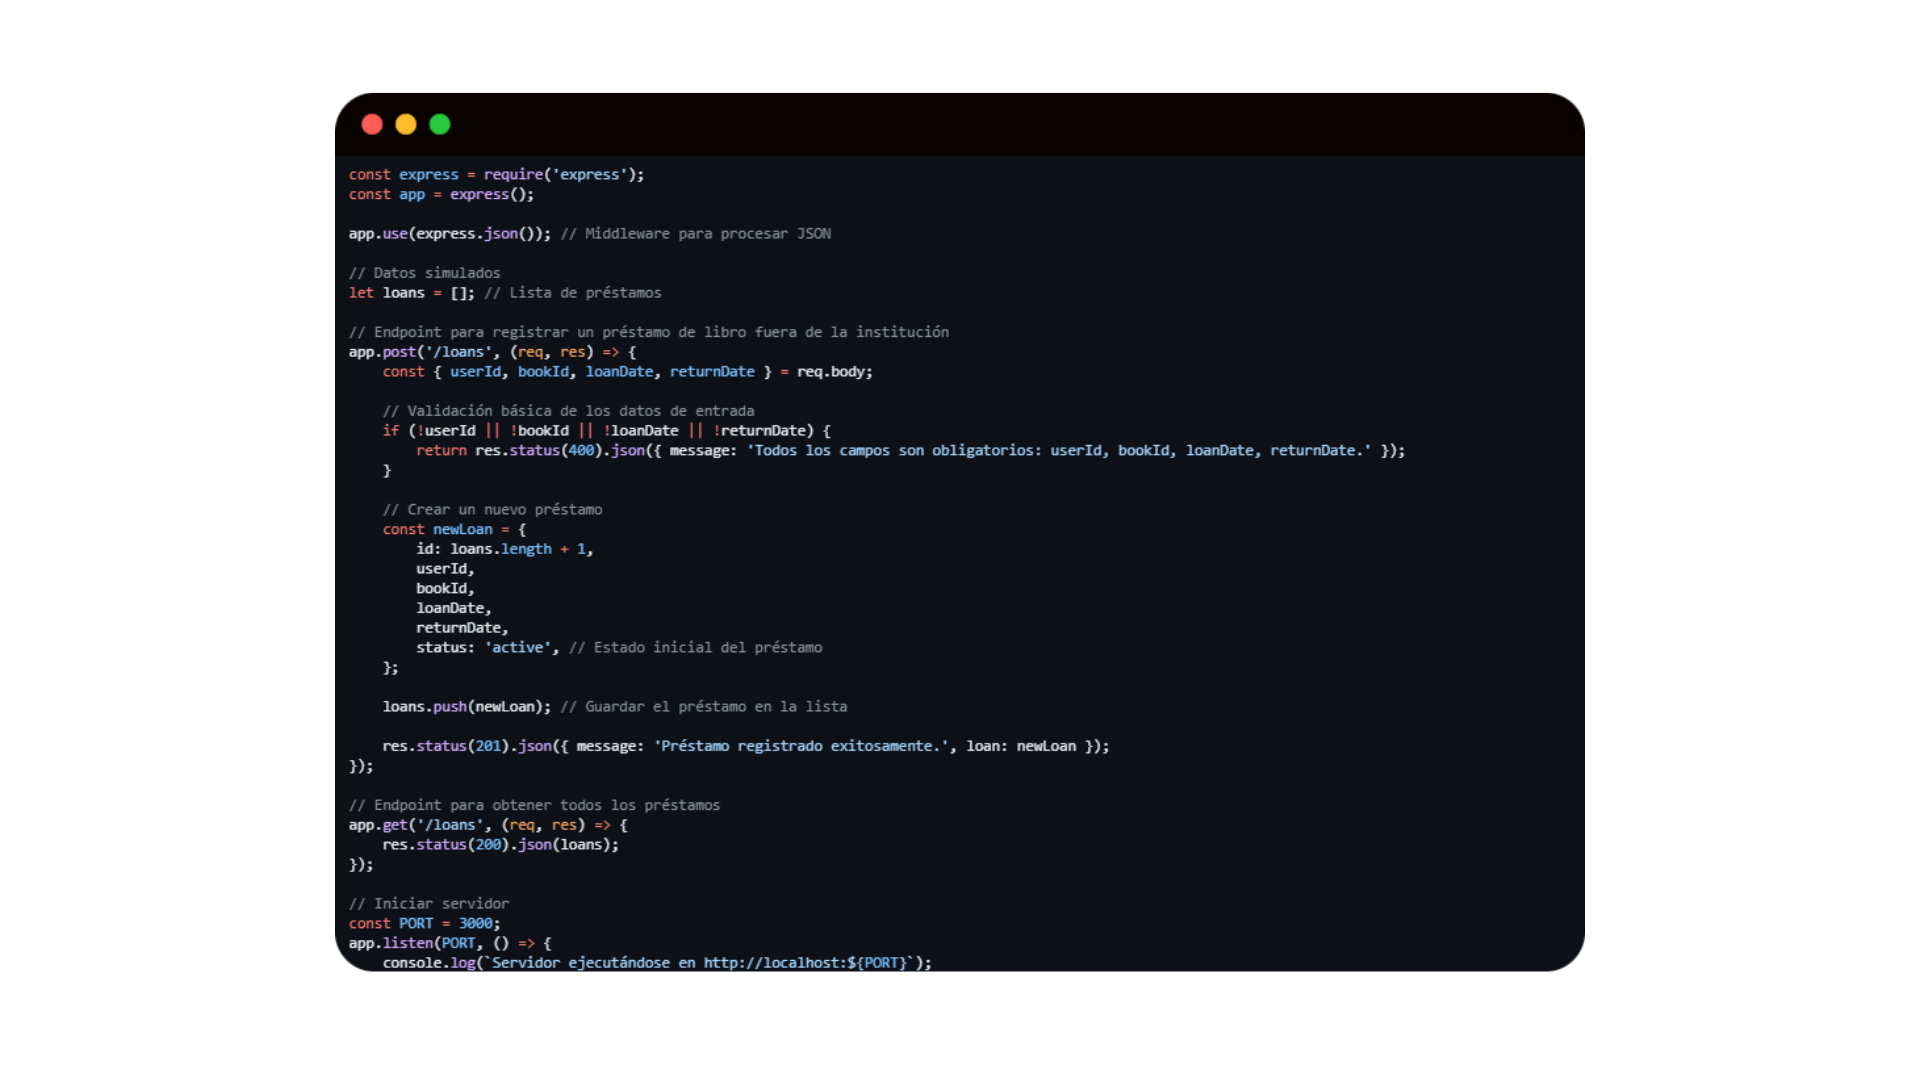 const express = require('express');
const app = express();
app.use(express.json()); // Middleware para procesar JSON
// Datos simulados
let loans = []; // Lista de préstamos
// Endpoint para registrar un préstamo de libro fuera de la institución
app.post('/loans', (req, res) => {
const { userId, bookId, loanDate, returnDate } = req.body;
// Validación básica de los datos de entrada
if (!userId || !bookId || !loanDate || !returnDate) {
return res.status(400).json({ message: 'Todos los campos son obligatorios: userId, bookId, loanDate, returnDate.' });
}
// Crear un nuevo préstamo
const newLoan = {
id: loans.length + 1,
userId,
bookId,
loanDate,
returnDate,
status: 'active', // Estado inicial del préstamo
};
loans.push(newLoan); // Guardar el préstamo en la lista
res.status(201).json({ message: 'Préstamo registrado exitosamente.', loan: newLoan });
});
// Endpoint para obtener todos los préstamos
app.get('/loans', (req, res) => {
res.status(200).json(loans);
});
// Iniciar servidor
const PORT = 3000;
app.listen(PORT, () => {
console.log(`Servidor ejecutándose en http://localhost:${PORT}`);